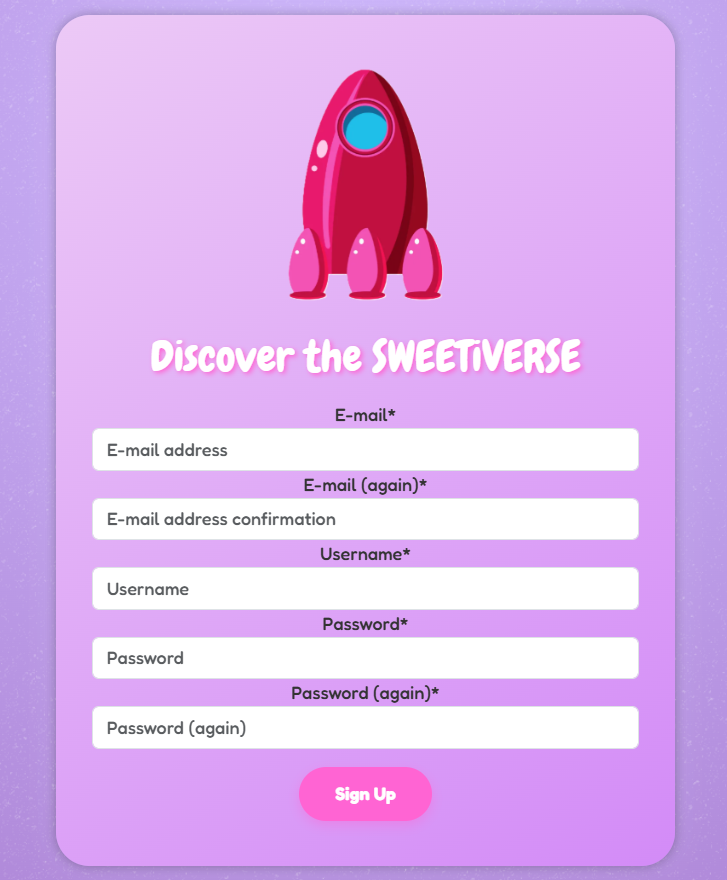 Discover the SWEETiVERSE
E-mail*
E-mail address
E-mail (again)*
E-mail address confirmation
Username*
Username
Password*
Password
Password (again)*
Password (again)
Sign Up